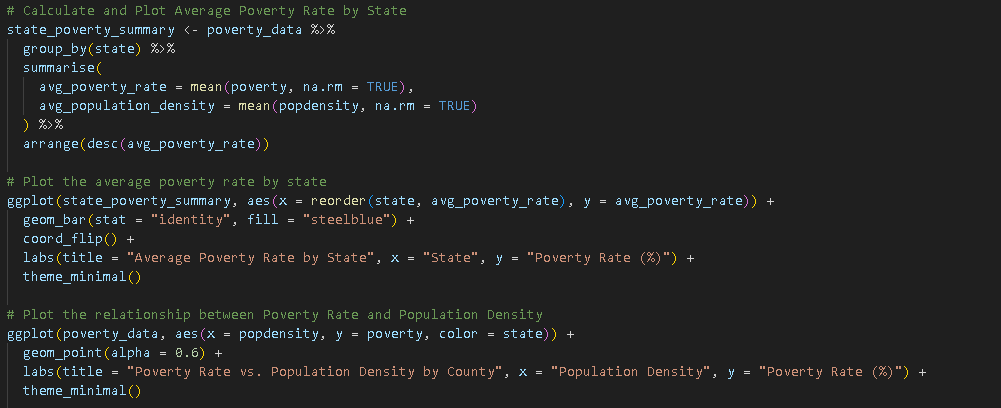 # Calculate and Plot Average Poverty Rate by State
state_poverty_summary <- poverty_data %>%
  group_by(state) %>%
  summarise(
    avg_poverty_rate = mean(poverty, na.rm = TRUE),
    avg_population_density = mean(popdensity, na.rm = TRUE)
  ) %>%
  arrange(desc(avg_poverty_rate))

# Plot the average poverty rate by state
ggplot(state_poverty_summary, aes(x = reorder(state, avg_poverty_rate), y = avg_poverty_rate)) +
  geom_bar(stat = "identity", fill = "steelblue") +
  coord_flip() +
  labs(title = "Average Poverty Rate by State", x = "State", y = "Poverty Rate (%)") +
  theme_minimal()

# Plot the relationship between Poverty Rate and Population Density
ggplot(poverty_data, aes(x = popdensity, y = poverty, color = state)) +
  geom_point(alpha = 0.6) +
  labs(title = "Poverty Rate vs. Population Density by County", x = "Population Density", y = "Poverty Rate (%)") +
  theme_minimal()